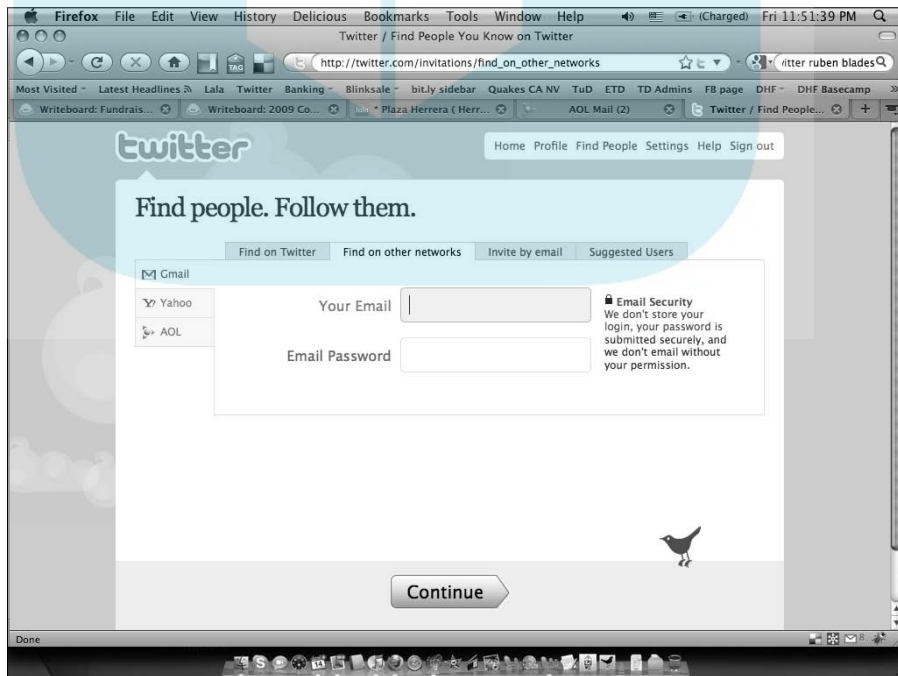 Firefox File Edit View History Delicious Bookmarks Tools Window Help (Charged) Fri 11:51:39 PM
Twitter / Find People You Know on Twitter
TAG http://twitter.com/invitations/find_on_other_networks itter ruben blades
Most Visited Latest Headlines Lala Twitter Banking Blinksale bit.ly sidebar Quakes CA NV TuD ETD TD Admins FB page DHF DHF Basecamp
Writeboard: Fundrais... Writeboard: 2009 Co... lala * Plaza Herrera ( Herr... AOL Mail (2) Twitter / Find People...
twitter
Home Profile Find People Settings Help Sign out
Find people. Follow them.
Find on Twitter Find on other networks Invite by email Suggested Users
Gmail
Yahoo
AOL
Your Email
Email Password
Email Security
We don't store your
login, your password is
submitted securely, and
we don't email without
your permission.
Continue
Done 8